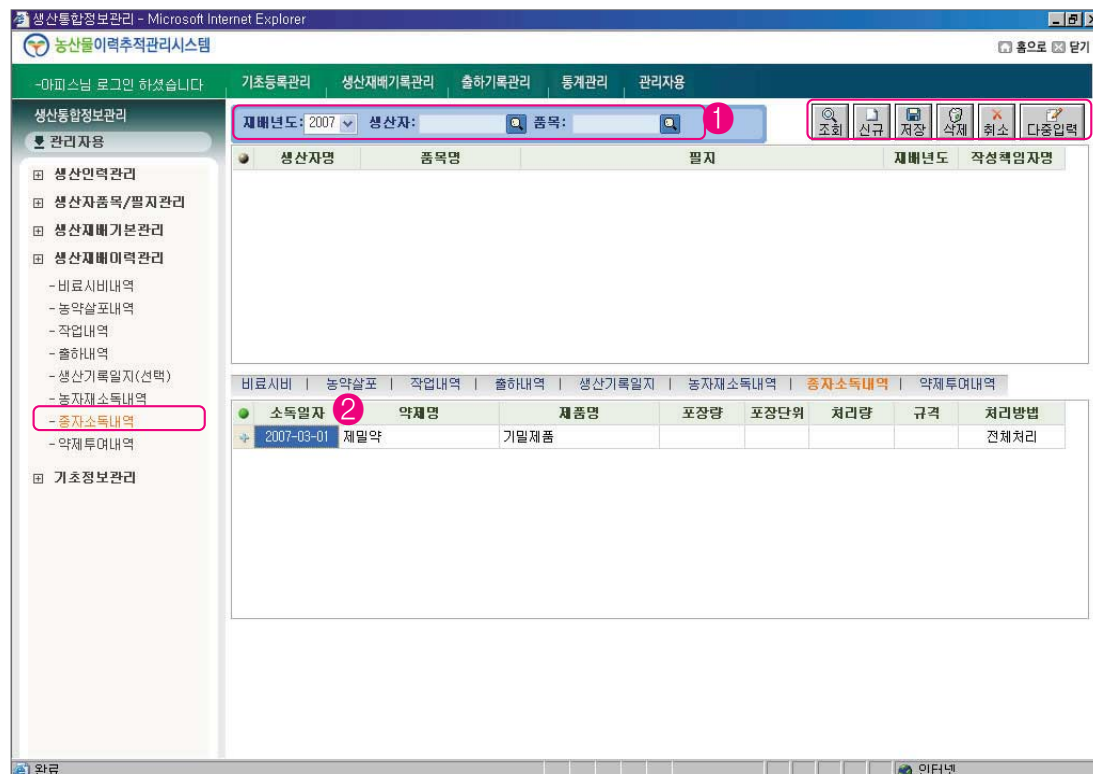 생산통합정보관리 - Microsoft Internet Explorer
농산물이력추적관리시스템
홈으로 닫기
-아피스님 로그인 하셨습니다
기초등록관리 생산재배기록관리 출하기록관리 통계관리 관리자용
생산통합정보관리
관리자용
재배년도: 2007 생산자: 품목: 1
조회 신규 저장 삭제 취소 다중입력
생산자명 품목명 필지 재배년도 작성책임자명
생산인력관리
생산자품목/필지관리
생산재배기본관리
생산재배이력관리
-비료시비내역
-농약살포내역
-작업내역
-출하내역
-생산기록일지(선택)
-농자재소독내역
-종자소독내역
-약제투여내역
기초정보관리
비료시비 | 농약살포 | 작업내역 | 출하내역 | 생산기록일지 | 농자재소독내역 | 종자소독내역 | 약제투여내역
소독일자 2 약제명 제품명 포장량 포장단위 처리량 규격 처리방법
2007-03-01 제밀약 기밀제품 전체처리
완료
인터넷